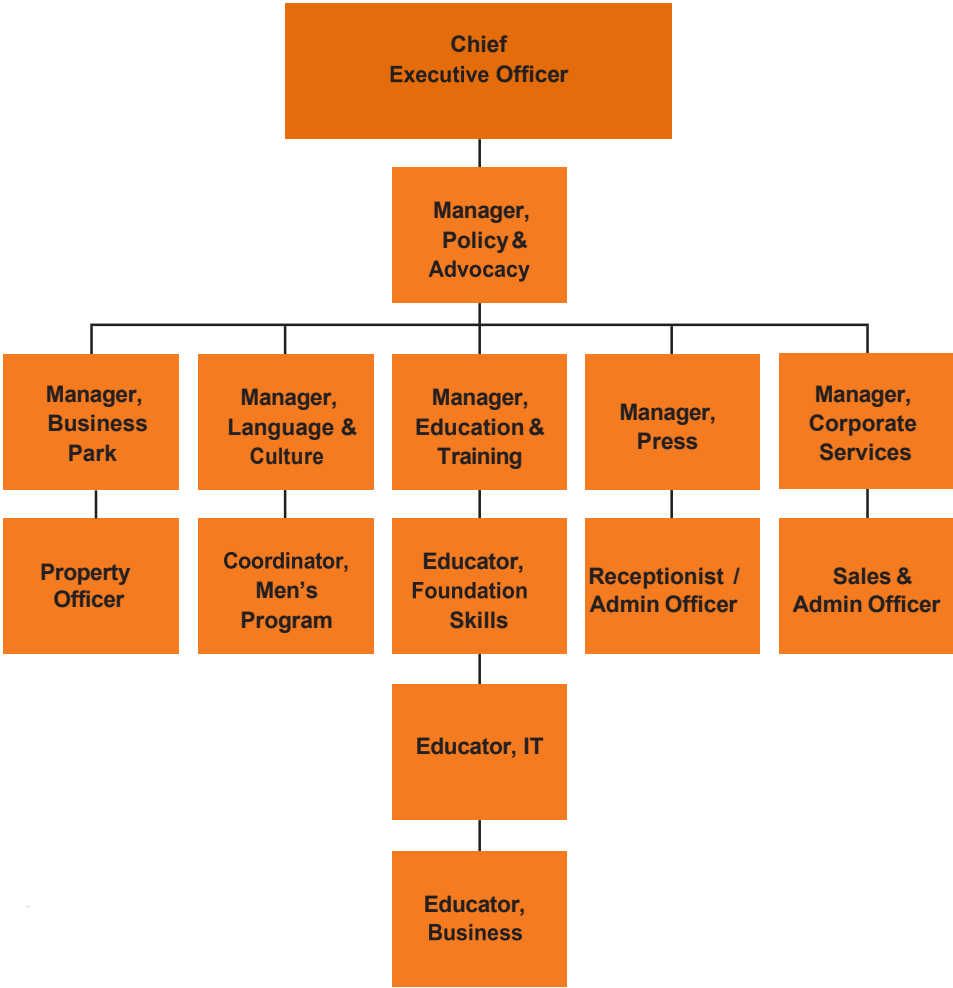 Chief
Executive Officer
Manager,
Policy &
Advocacy
Manager,
Business
Park
Manager,
Language &
Culture
Manager,
Education &
Training
Manager,
Press
Manager,
Corporate
Services
Property
Officer
Coordinator,
Men’s
Program
Educator,
Foundation
Skills
Receptionist /
Admin Officer
Sales &
Admin Officer
Educator, IT
Educator,
Business